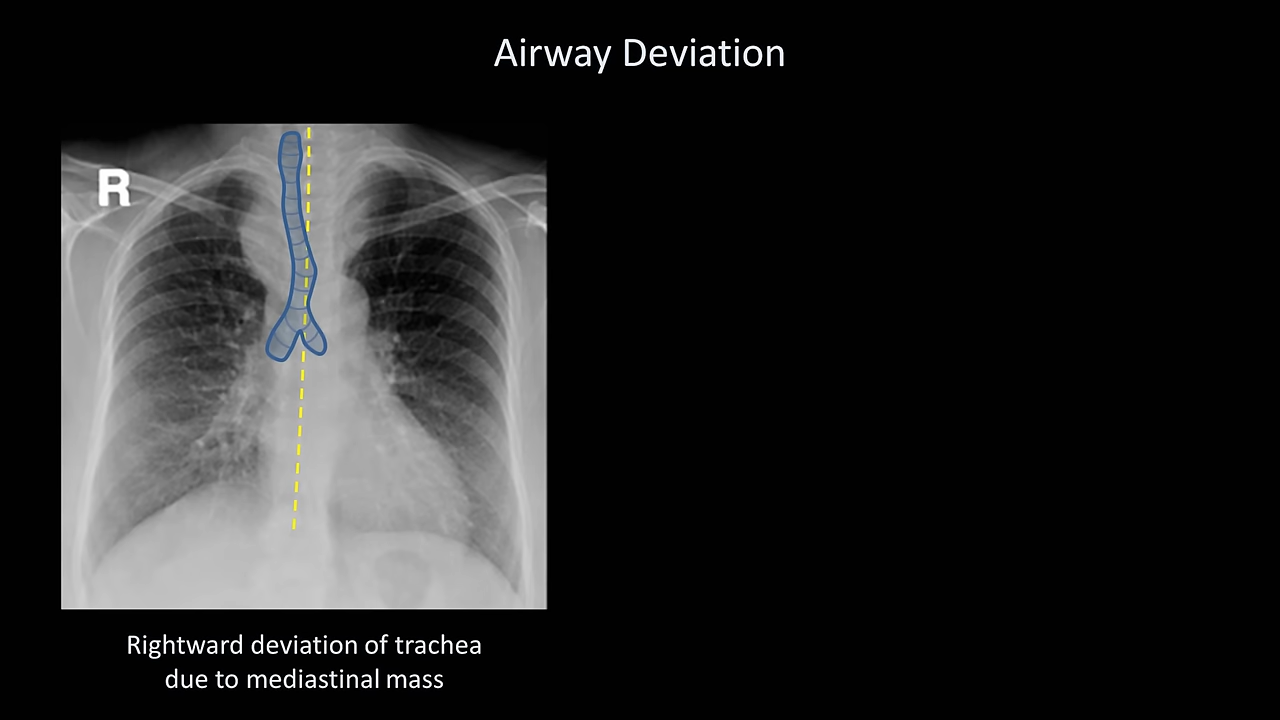 Airway Deviation
R
Rightward deviation of trachea
due to mediastinal mass